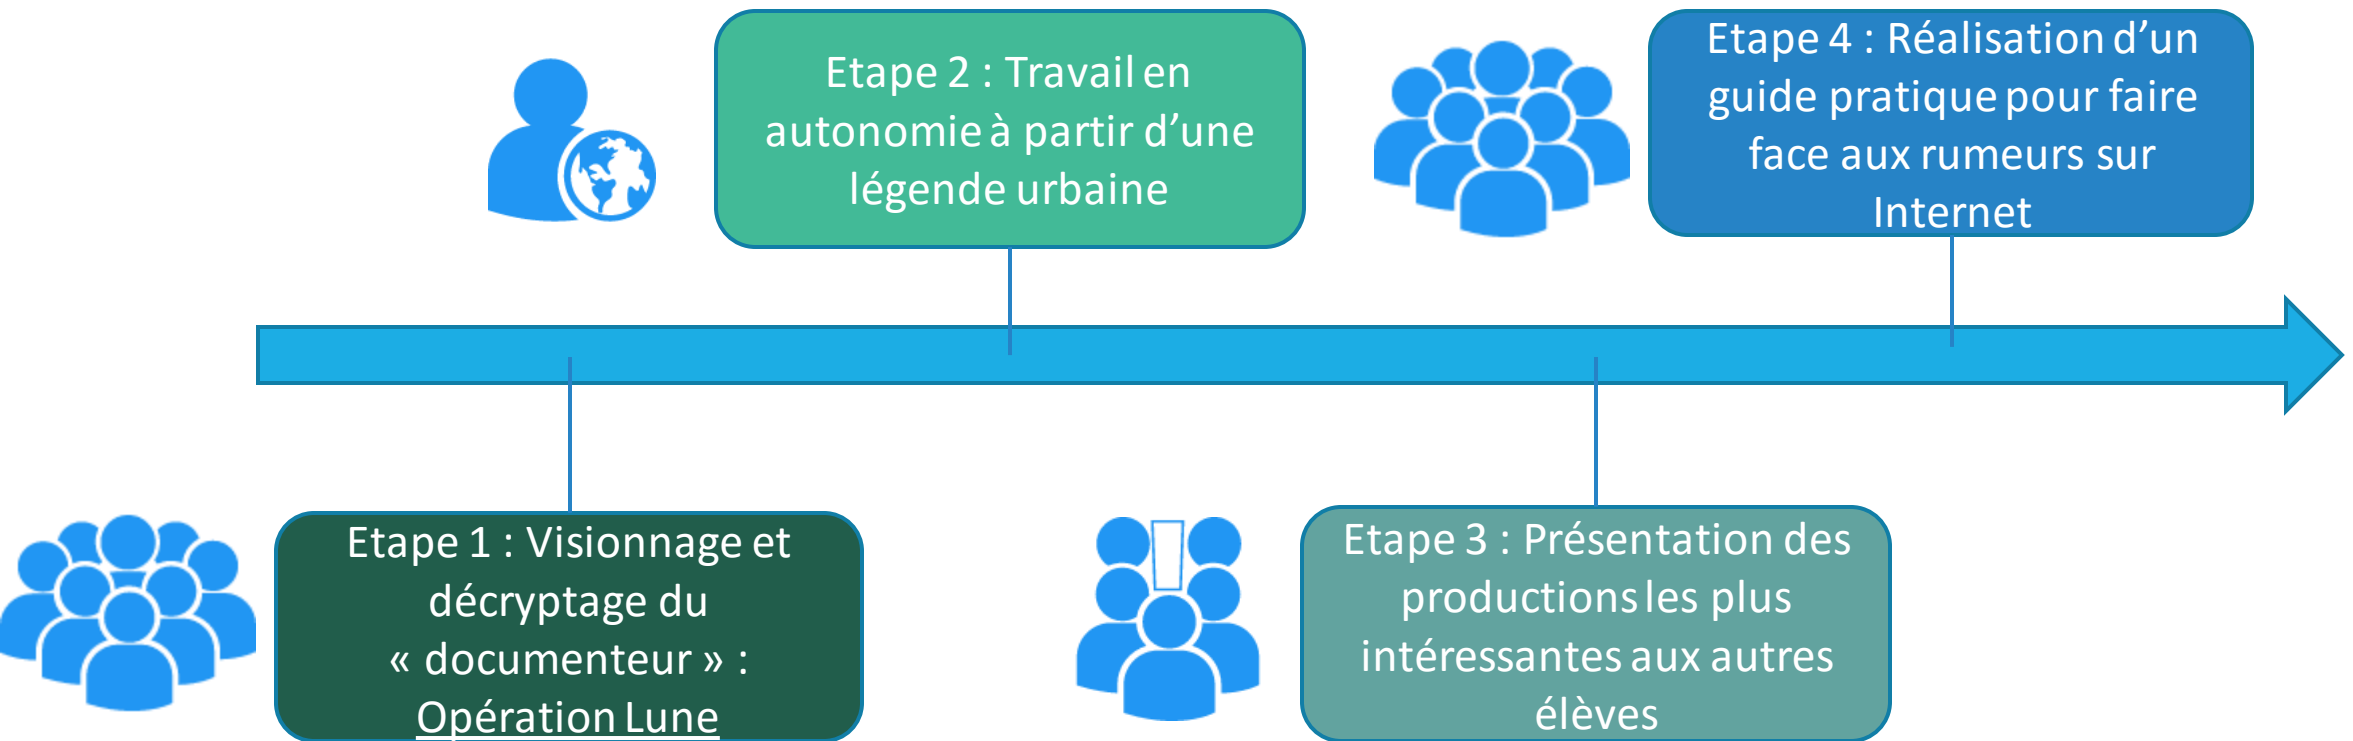 Etape 2 : Travail en
autonomie à partir d’une
légende urbaine
Etape 4 : Réalisation d’un
guide pratique pour faire
face aux rumeurs sur
Internet
Etape 1 : Visionnage et
décryptage du
« documenteur » :
Opération Lune
Etape 3 : Présentation des
productions les plus
intéressantes aux autres
élèves